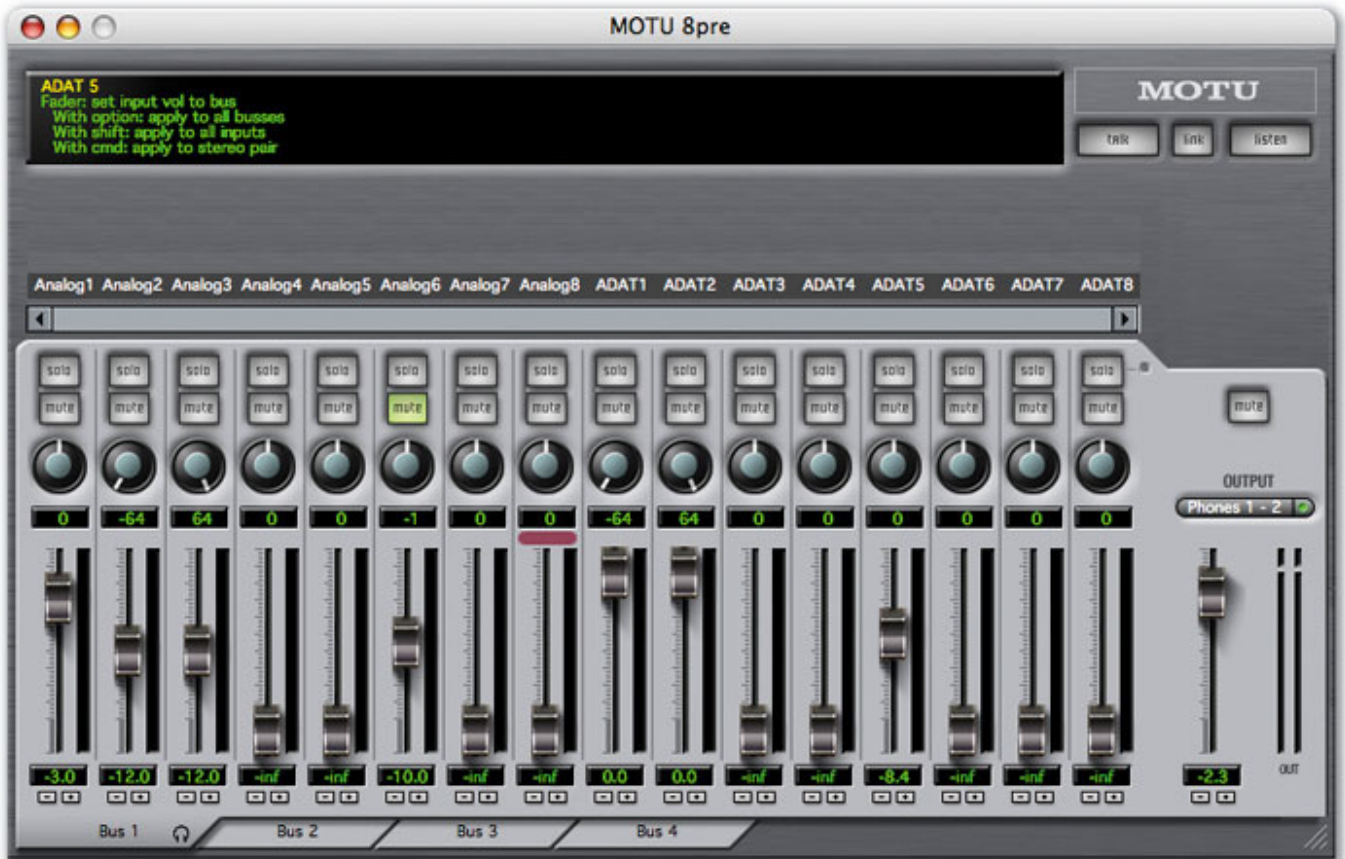 MOTU 8pre
ADAT 5
Fader: set input vol to bus
With option: apply to all busses
With shift: apply to all inputs
With cmd: apply to stereo pair
MOTU
talk link listen
Analog1 Analog2 Analog3 Analog4 Analog5 Analog6 Analog7 Analog8 ADAT1 ADAT2 ADAT3 ADAT4 ADAT5 ADAT6 ADAT7 ADAT8
solo solo solo solo solo solo solo solo solo solo solo solo solo solo solo solo
mute mute mute mute mute mute mute mute mute mute mute mute mute mute mute mute mute
OUTPUT
0 -64 64 0 0 -1 0 0 -64 64 0 0 0 0 0 0 Phones 1 - 2
-3.0 -12.0 -12.0 -inf -inf -10.0 -inf -inf 0.0 0.0 -inf -inf -8.4 -inf -inf -inf -2.3 OUT
- + - + - + - + - + - + - + - + - + - + - + - + - + - + - + - + - +
Bus 1 Bus 2 Bus 3 Bus 4